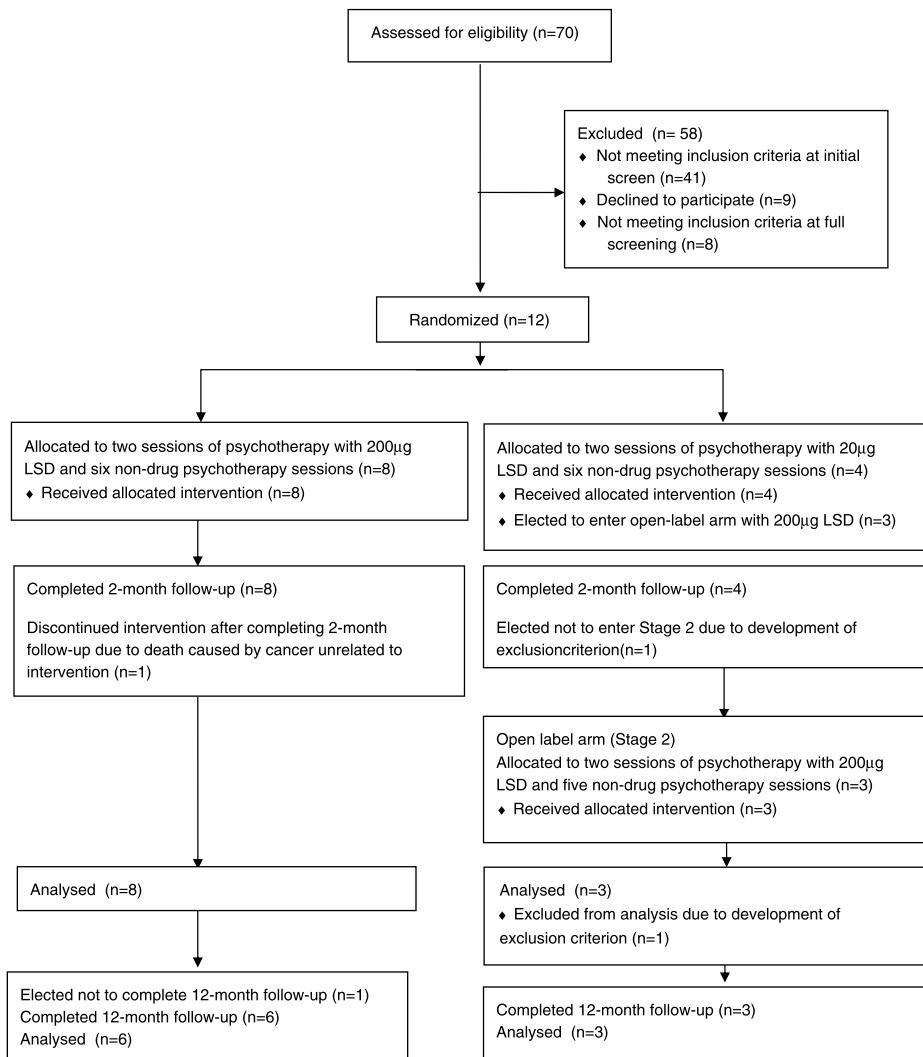 Assessed for eligibility (n=70)
Excluded (n= 58)
♦ Not meeting inclusion criteria at initial
screen (n=41)
♦ Declined to participate (n=9)
♦ Not meeting inclusion criteria at full
screening (n=8)
Randomized (n=12)
Allocated to two sessions of psychotherapy with 200µg
LSD and six non-drug psychotherapy sessions (n=8)
♦ Received allocated intervention (n=8)
Allocated to two sessions of psychotherapy with 20µg
LSD and six non-drug psychotherapy sessions (n=4)
♦ Received allocated intervention (n=4)
♦ Elected to enter open-label arm with 200µg LSD (n=3)
Completed 2-month follow-up (n=8)
Discontinued intervention after completing 2-month
follow-up due to death caused by cancer unrelated to
intervention (n=1)
Completed 2-month follow-up (n=4)
Elected not to enter Stage 2 due to development of
exclusioncriterion(n=1)
Open label arm (Stage 2)
Allocated to two sessions of psychotherapy with 200µg
LSD and five non-drug psychotherapy sessions (n=3)
♦ Received allocated intervention (n=3)
Analysed (n=8)
Analysed (n=3)
♦ Excluded from analysis due to development of
exclusion criterion (n=1)
Elected not to complete 12-month follow-up (n=1)
Completed 12-month follow-up (n=6)
Analysed (n=6)
Completed 12-month follow-up (n=3)
Analysed (n=3)